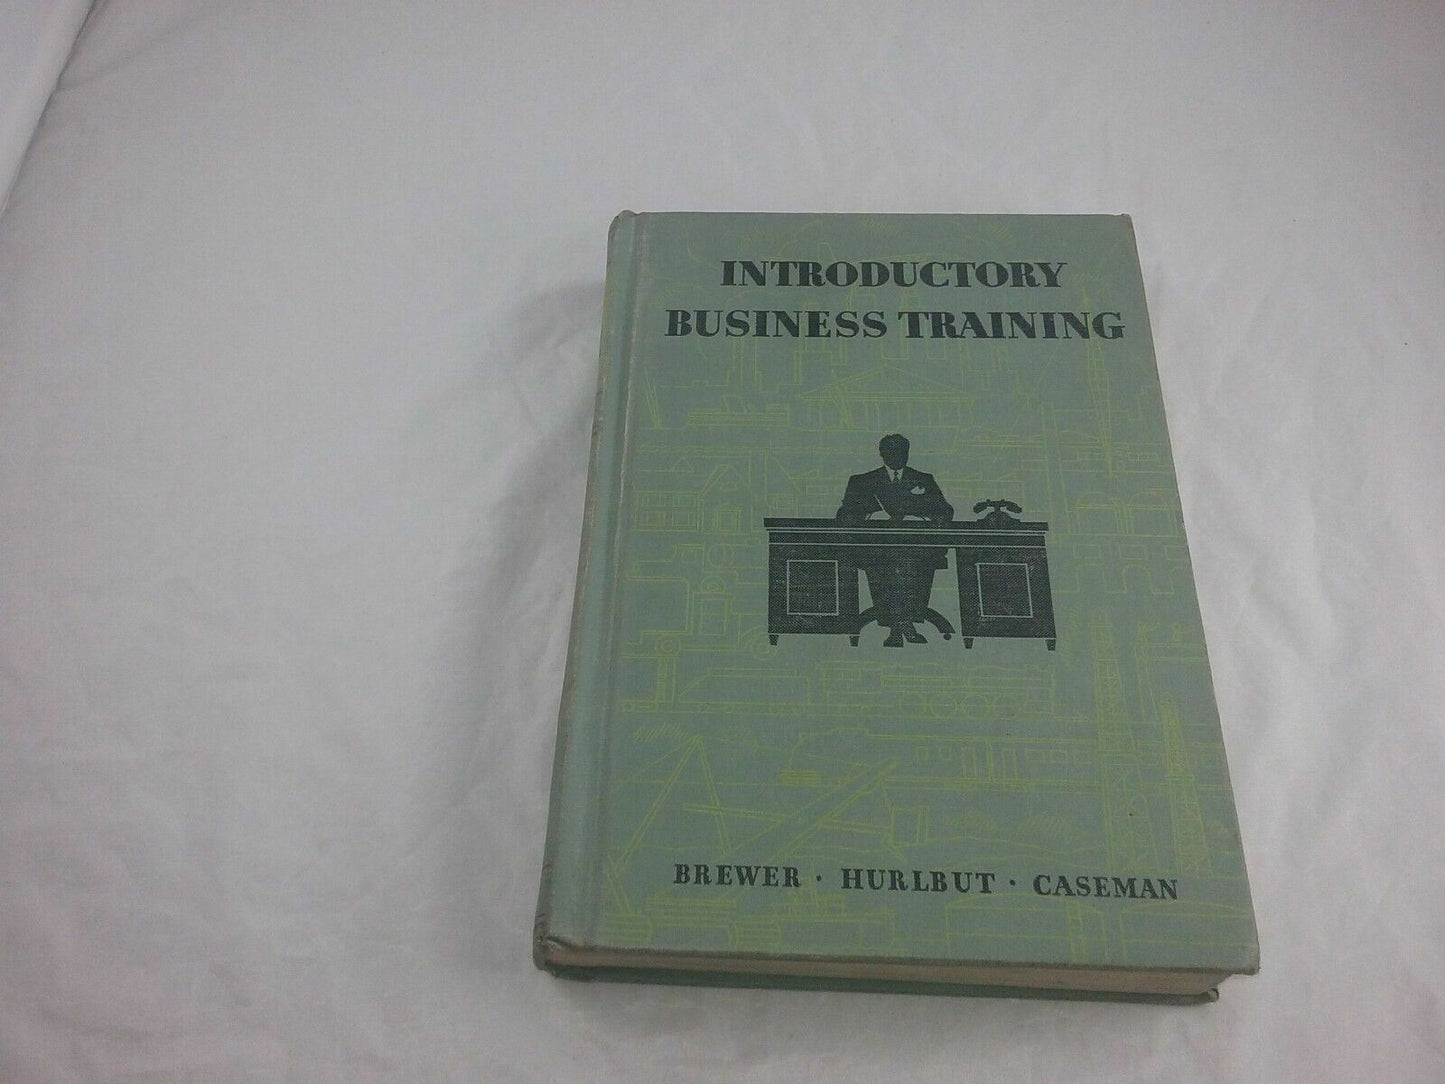 INTRODUCTORY
BUSINESS TRAINING
BREWER · HURLBUT · CASEMAN